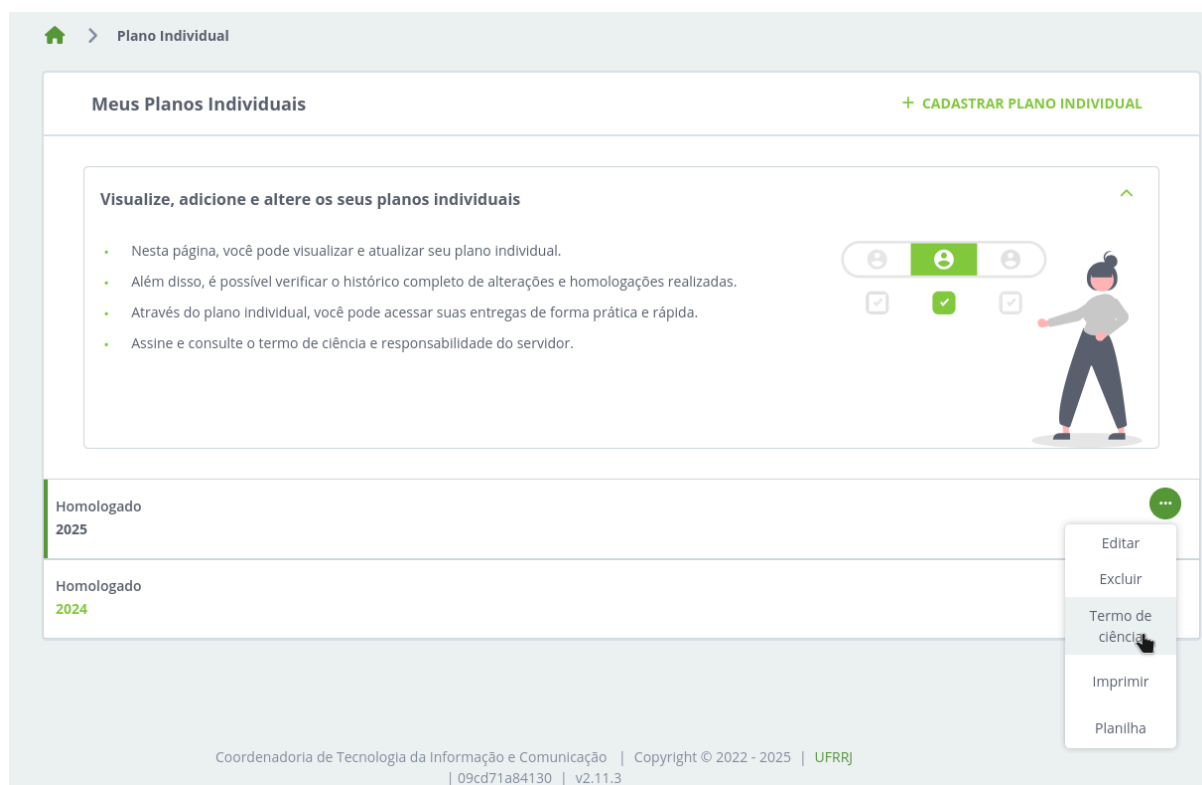 Plano Individual
Meus Planos Individuais
+ CADASTRAR PLANO INDIVIDUAL
Visualize, adicione e altere os seus planos individuais
• Nesta página, você pode visualizar e atualizar seu plano individual.
• Além disso, é possível verificar o histórico completo de alterações e homologações realizadas.
• Através do plano individual, você pode acessar suas entregas de forma prática e rápida.
• Assine e consulte o termo de ciência e responsabilidade do servidor.
Homologado
2025
Homologado
2024
Editar
Excluir
Termo de
ciência
Imprimir
Planilha
Coordenadoria de Tecnologia da Informação e Comunicação | Copyright © 2022 - 2025 | UFRRJ
| 09cd71a84130 | v2.11.3